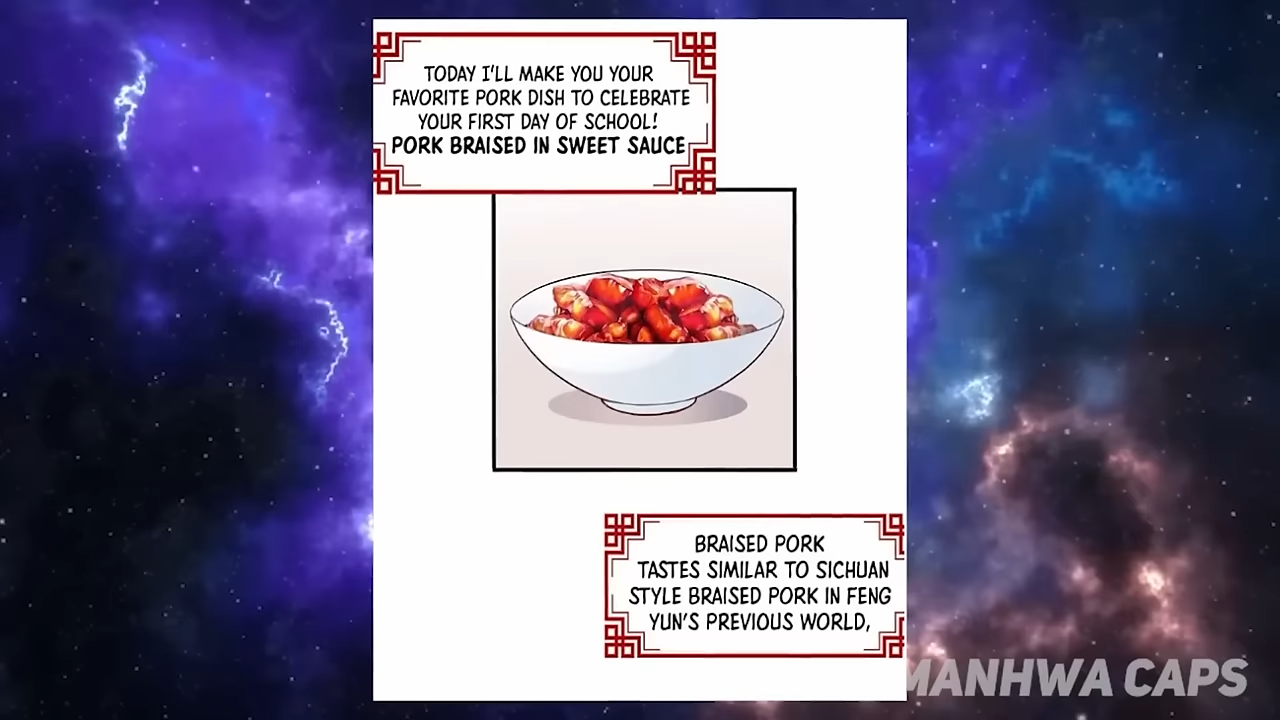 TODAY I'LL MAKE YOU YOUR
FAVORITE PORK DISH TO CELEBRATE
YOUR FIRST DAY OF SCHOOL!
PORK BRAISED IN SWEET SAUCE
BRAISED PORK
TASTES SIMILAR TO SICHUAN
STYLE BRAISED PORK IN FENG
YUN'S PREVIOUS WORLD,
MANHWA CAPS